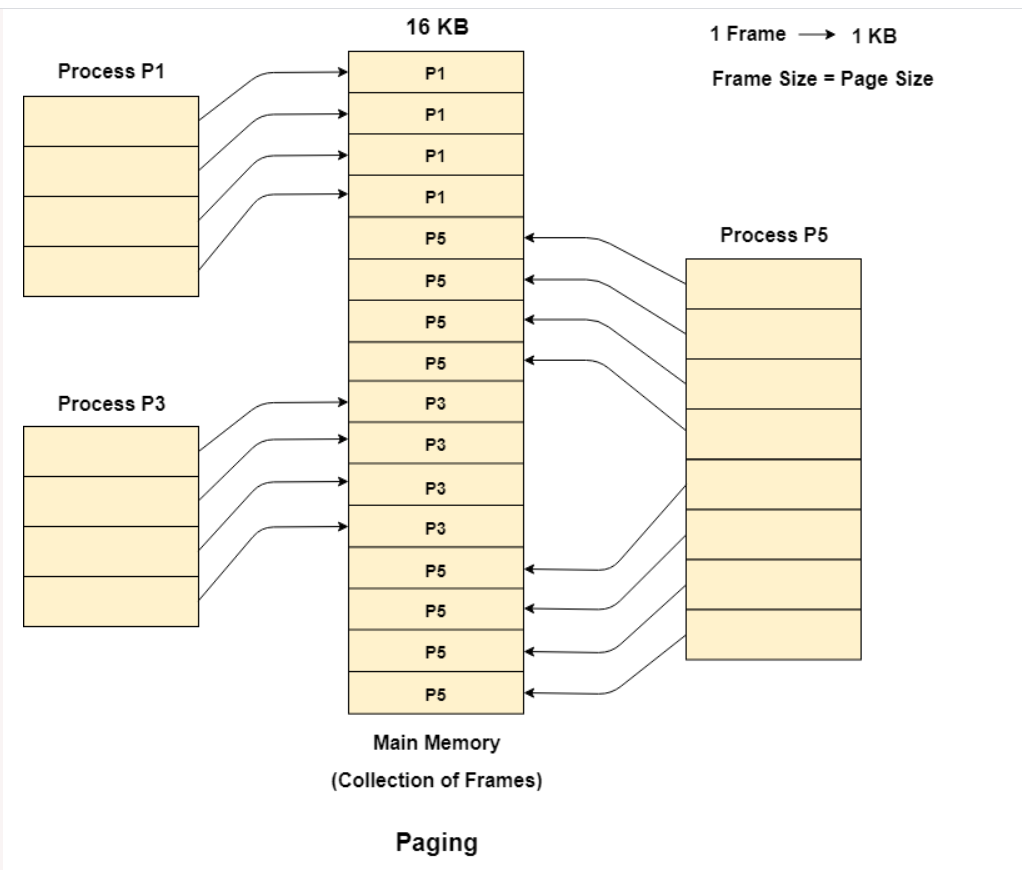 16 KB
1 Frame → 1 KB
Frame Size = Page Size
Process P1
P1
P1
P1
P1
P5
P5
P5
P5
P3
P3
P3
P3
P5
P5
P5
P5
Process P5
Process P3
Main Memory
(Collection of Frames)
Paging